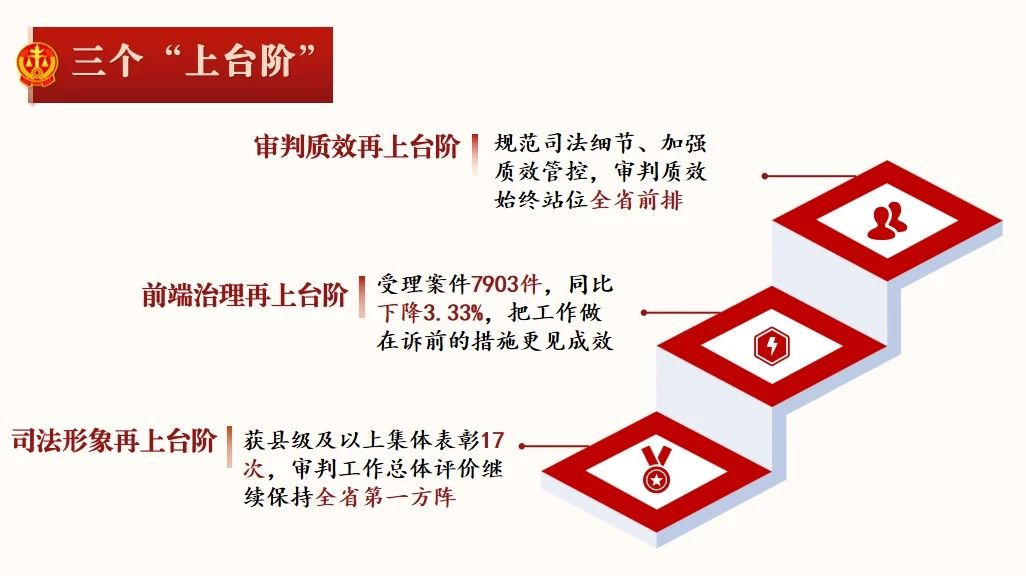 三个“上台阶”
审判质效再上台阶
规范司法细节、加强
质效管控，审判质效
始终站位全省前排
前端治理再上台阶
受理案件7903件，同比
下降3.33%，把工作做
在诉前的措施更见成效
司法形象再上台阶
获县级及以上集体表彰17
次，审判工作总体评价继
续保持全省第一方阵